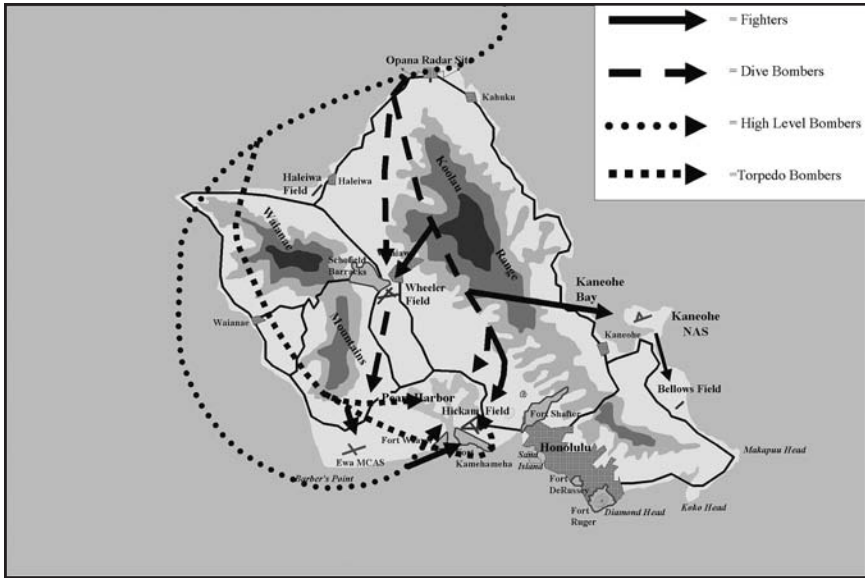 = Fighters
= Dive Bombers
= High Level Bombers
=Torpedo Bombers
Opana Radar Site
Kahuku
Haleiwa
Field
Haleiwa
Koolau
Range
Waianae
Mountains
Schofield
Barracks
Wheeler
Field
Waianae
Kaneohe
Bay
Kaneohe
NAS
Kaneohe
Bellows Field
Pearl Harbor
Hickam Field
Fort Shafter
Ewa MCAS
Kamehameha
Sand
Island
Honolulu
Barber's Point
Makapuu Head
Fort
DeRussey
Fort
Ruger
Diamond Head
Koko Head